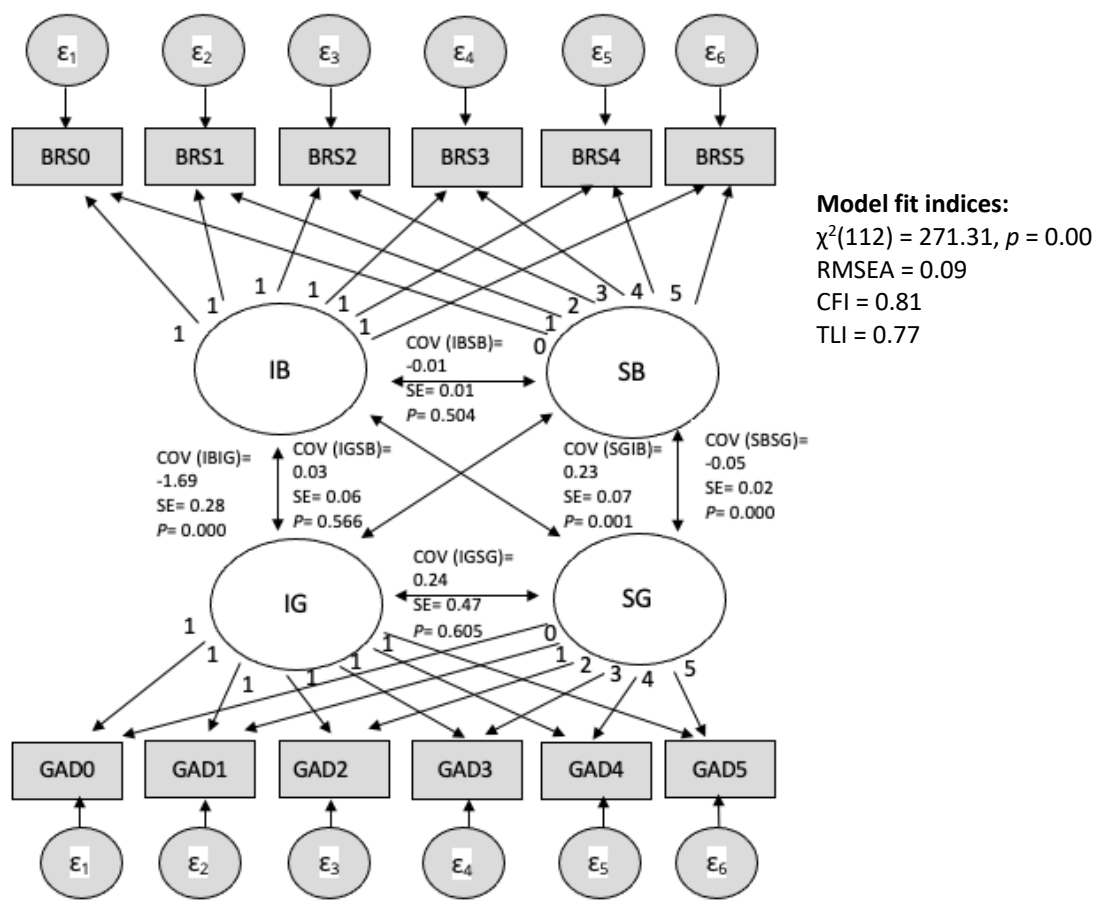 ε1 ε2 ε3 ε4 ε5 ε6
BRS0 BRS1 BRS2 BRS3 BRS4 BRS5
Model fit indices:
χ²(112) = 271.31, p = 0.00
RMSEA = 0.09
CFI = 0.81
TLI = 0.77
1 1 1 1 1 1
0 1 2 3 4 5
IB
SB
COV (IBSB)=
-0.01
SE= 0.01
P= 0.504
COV (IBIG)=
-1.69
SE= 0.28
P= 0.000
COV (IGSB)=
0.03
SE= 0.06
P= 0.566
COV (SGIB)=
0.23
SE= 0.07
P= 0.001
COV (SBSG)=
-0.05
SE= 0.02
P= 0.000
COV (IGSG)=
0.24
SE= 0.47
P= 0.605
IG
SG
1 1 1 1 1 1
0 1 2 3 4 5
GAD0 GAD1 GAD2 GAD3 GAD4 GAD5
ε1 ε2 ε3 ε4 ε5 ε6